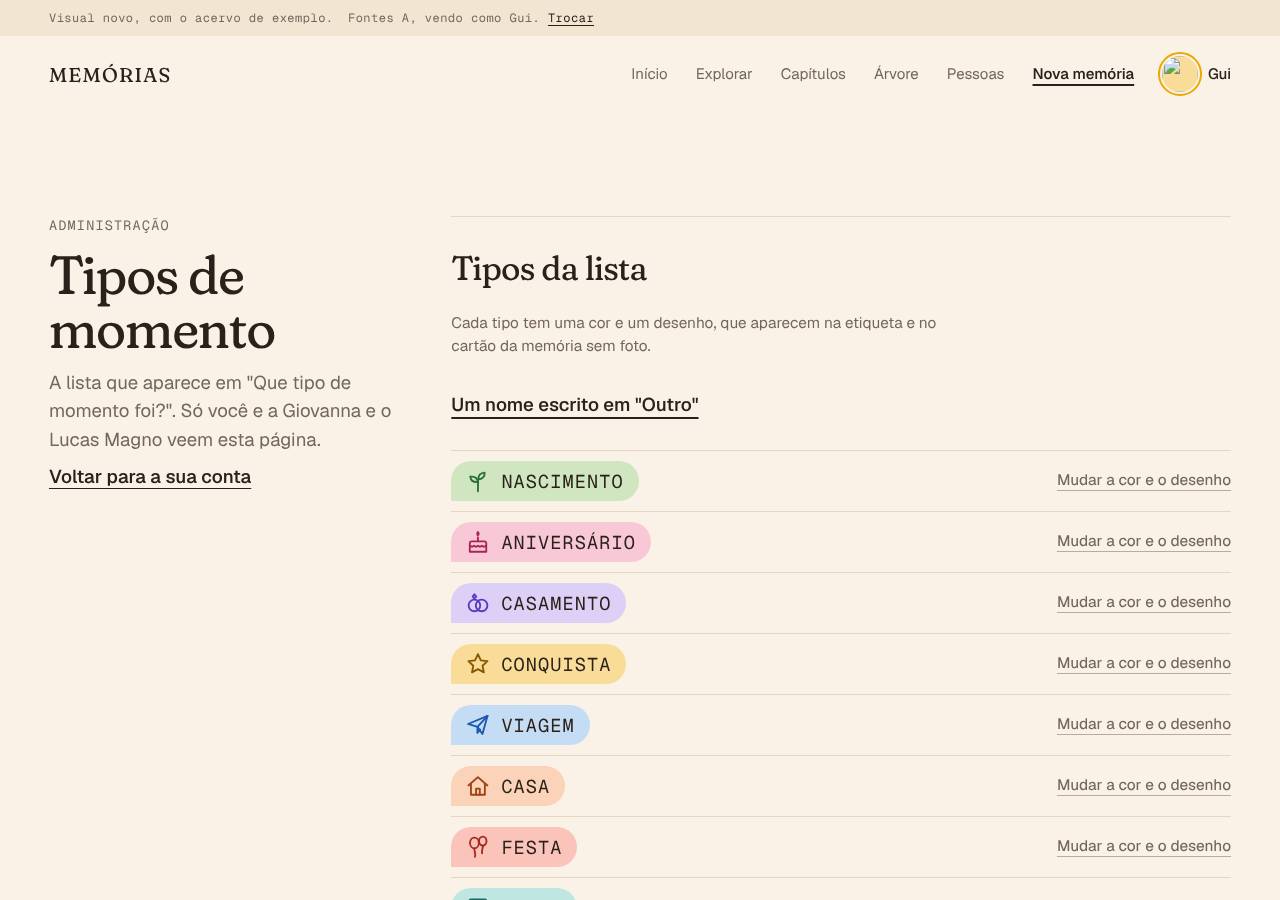 Visual novo, com o acervo de exemplo. Fontes A, vendo como Gui. Trocar
MEMÓRIAS
Início
Explorar
Capítulos
Árvore
Pessoas
Nova memória
Gui
ADMINISTRAÇÃO
Tipos de
momento
A lista que aparece em "Que tipo de
momento foi?". Só você e a Giovanna e o
Lucas Magno veem esta página.
Voltar para a sua conta
Tipos da lista
Cada tipo tem uma cor e um desenho, que aparecem na etiqueta e no
cartão da memória sem foto.
Um nome escrito em "Outro"
NASCIMENTO
Mudar a cor e o desenho
ANIVERSÁRIO
Mudar a cor e o desenho
CASAMENTO
Mudar a cor e o desenho
CONQUISTA
Mudar a cor e o desenho
VIAGEM
Mudar a cor e o desenho
CASA
Mudar a cor e o desenho
FESTA
Mudar a cor e o desenho